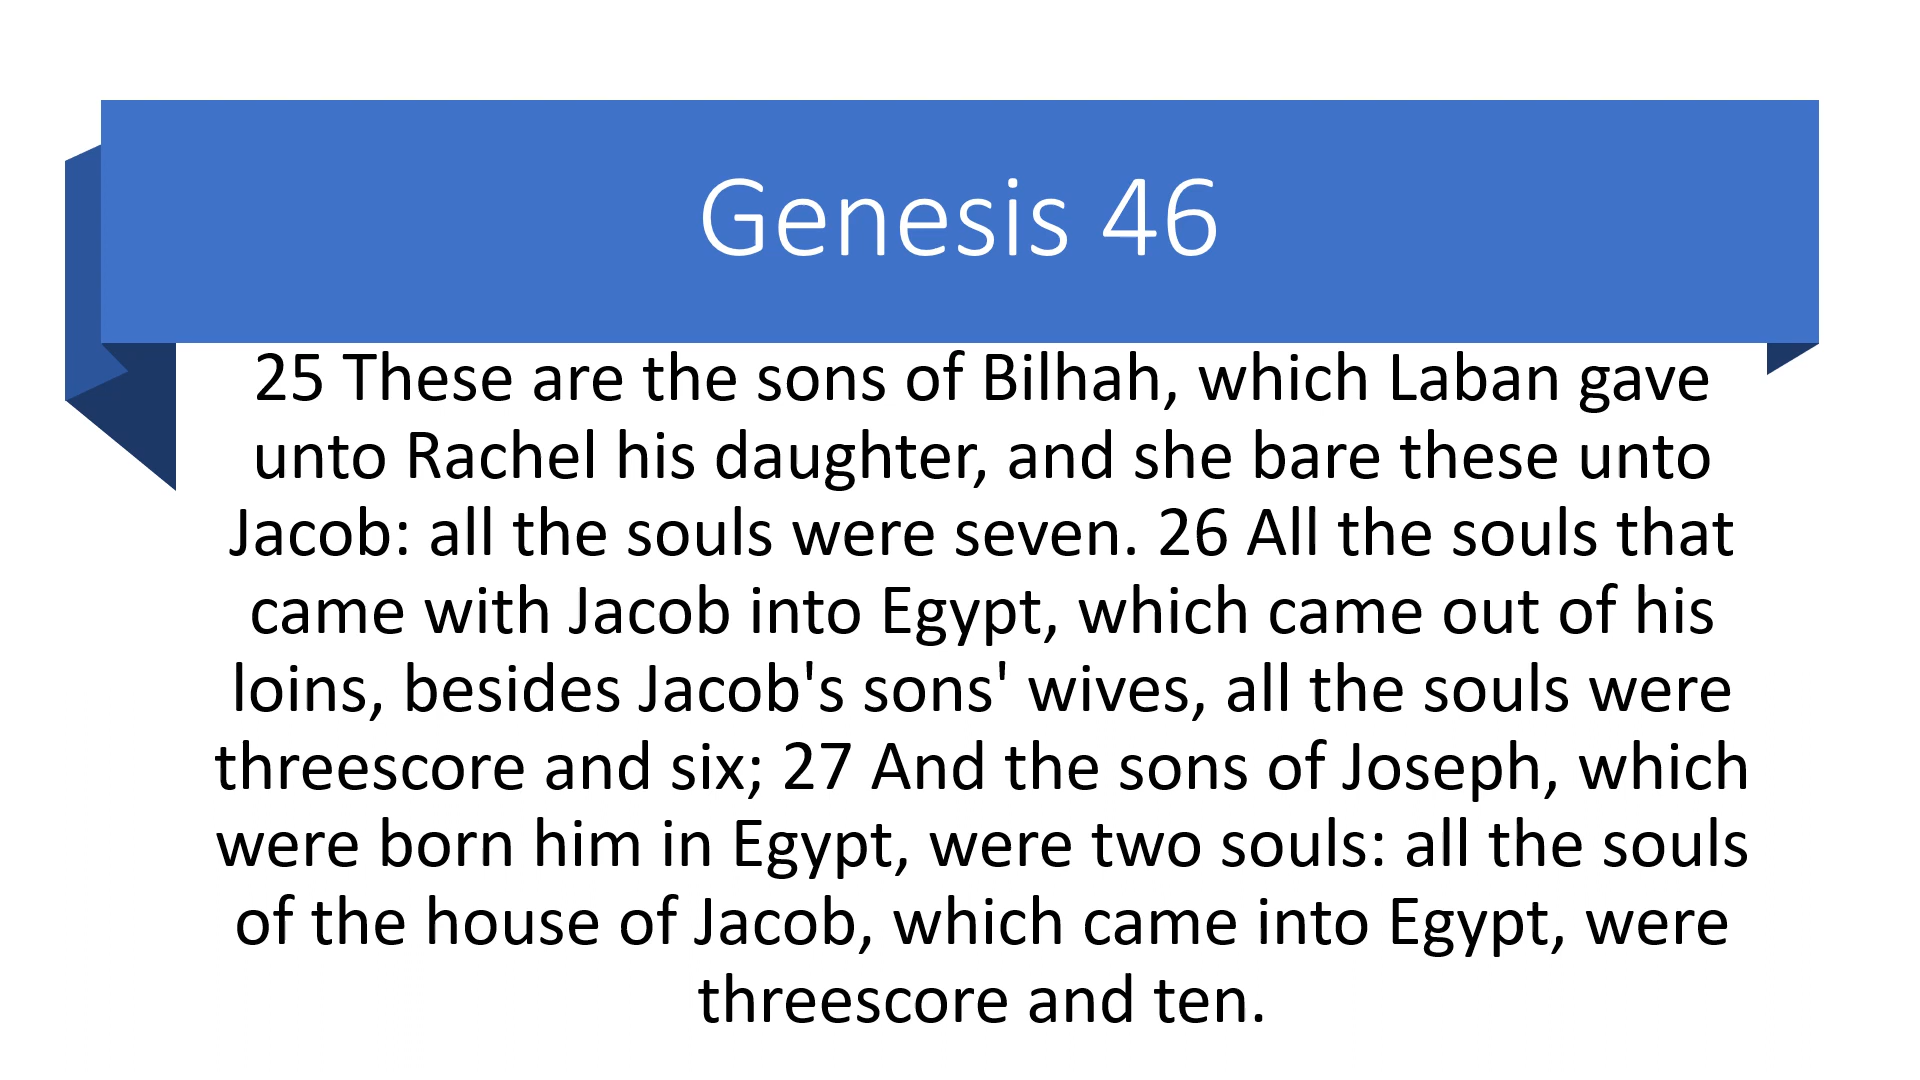 Genesis 46
25 These are the sons of Bilhah, which Laban gave
unto Rachel his daughter, and she bare these unto
Jacob: all the souls were seven. 26 All the souls that
came with Jacob into Egypt, which came out of his
loins, besides Jacob's sons' wives, all the souls were
threescore and six; 27 And the sons of Joseph, which
were born him in Egypt, were two souls: all the souls
of the house of Jacob, which came into Egypt, were
threescore and ten.